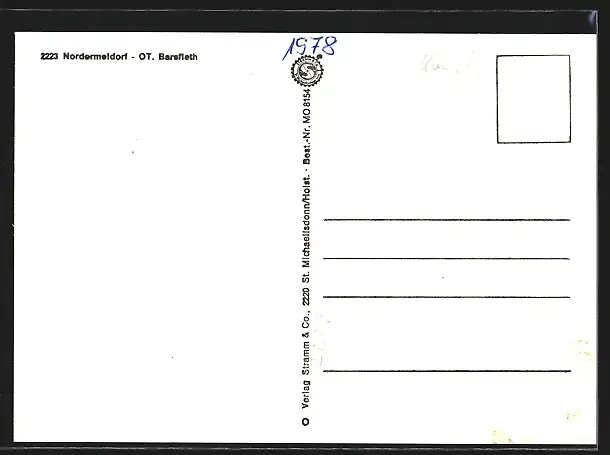 2223 Nordermeldorf - OT. Barsfleth
1978
© Verlag Stramm & Co., 2220 St. Michaelisdonn/Holst. - Best.-Nr. MO 8154